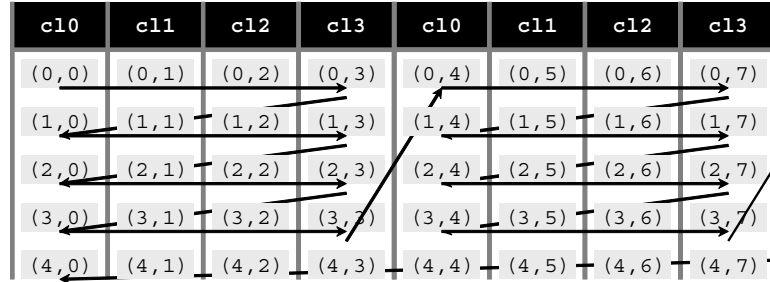 cl0 cl1 cl2 cl3 cl0 cl1 cl2 cl3
(0,0) (0,1) (0,2) (0,3) (0,4) (0,5) (0,6) (0,7)
(1,0) (1,1) (1,2) (1,3) (1,4) (1,5) (1,6) (1,7)
(2,0) (2,1) (2,2) (2,3) (2,4) (2,5) (2,6) (2,7)
(3,0) (3,1) (3,2) (3,3) (3,4) (3,5) (3,6) (3,7)
(4,0) (4,1) (4,2) (4,3) (4,4) (4,5) (4,6) (4,7)